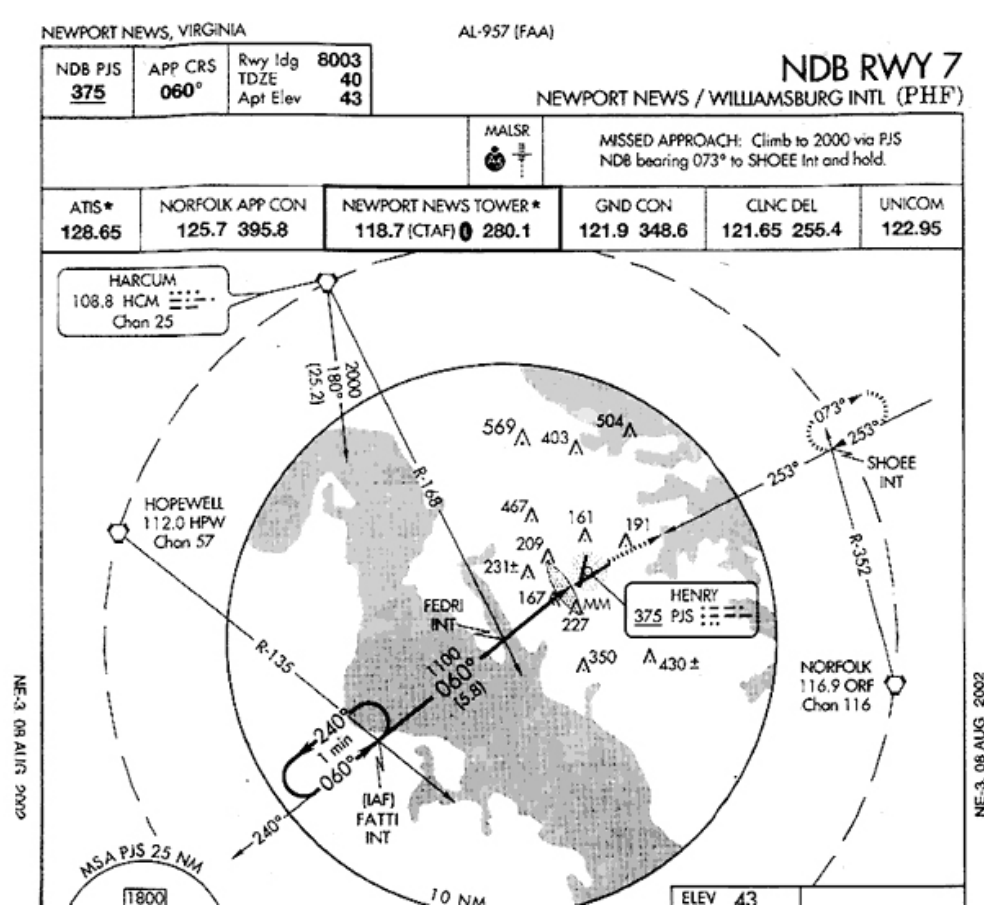 NEWPORT NEWS, VIRGINIA
AL-957 (FAA)
NDB PJS
375
APP CRS
060°
Rwy ldg 8003
TDZE 40
Apt Elev 43
NDB RWY 7
NEWPORT NEWS / WILLIAMSBURG INTL (PHF)
MALSR
MISSED APPROACH: Climb to 2000 via PJS
NDB bearing 073° to SHOEE Int and hold.
ATIS*
128.65
NORFOLK APP CON
125.7 395.8
NEWPORT NEWS TOWER*
118.7 (CTAF) 280.1
GND CON
121.9 348.6
CLNC DEL
121.65 255.4
UNICOM
122.95
HARCUM
108.8 HCM
Chan 25
2000
180°
(25.2)
R-168
569
403
504
073°
253°
253°
SHOEE
INT
HOPEWELL
112.0 HPW
Chon 57
467
161
191
209
231±
167
MM
227
HENRY
375 PJS
R-352
FEDRI
INT
350
430 ±
R-135
1100
060°
(5.8)
NORFOLK
116.9 ORF
Chan 116
240°
1 min
060°
(IAF)
FATTI
INT
240°
NE-3 08 AUG 2002
NE-3 08 AUG 2002
MSA PJS 25 NM
1800
10 NM
ELEV 43